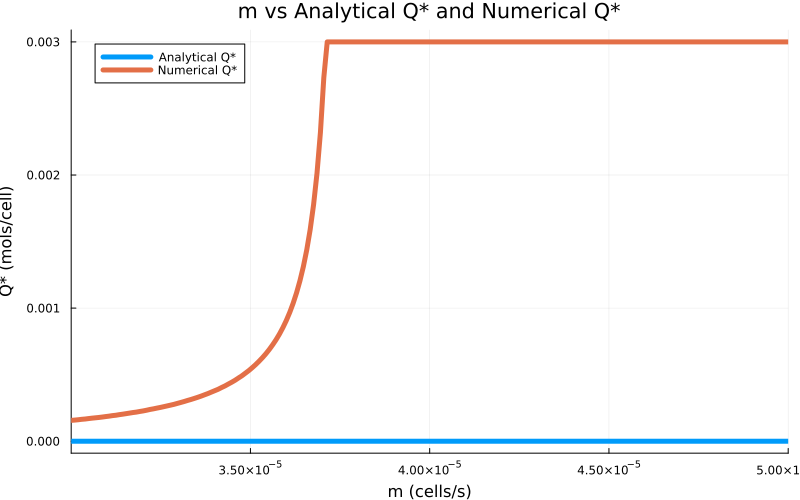 m vs Analytical Q* and Numerical Q*
Analytical Q*
Numerical Q*
0.003
0.002
0.001
0.000
Q* (mols/cell)
3.50×10⁻⁵
4.00×10⁻⁵
4.50×10⁻⁵
5.00×1
m (cells/s)